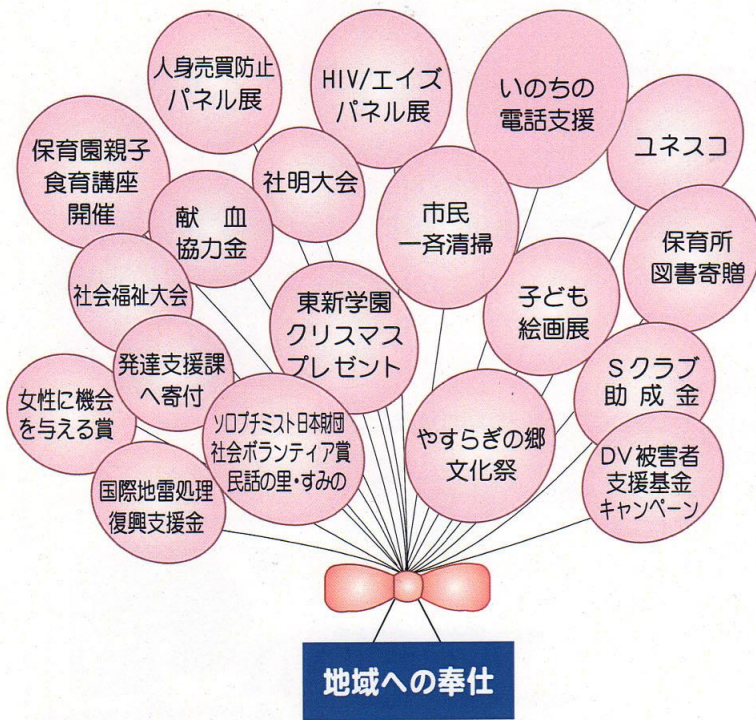 人身売買防止
パネル展
HIV/エイズ
パネル展
いのちの
電話支援
ユネスコ
保育園親子
食育講座
開催
献血
協力金
社明大会
市民
一斉清掃
保育所
図書寄贈
社会福祉大会
東新学園
クリスマス
プレゼント
子ども
絵画展
発達支援課
へ寄付
Sクラブ
助成金
女性に機会
を与える賞
ソロプチミスト日本財団
社会ボランティア賞
民話の里・すみの
やすらぎの郷
文化祭
DV被害者
支援基金
キャンペーン
国際地雷処理
復興支援金
地域への奉仕